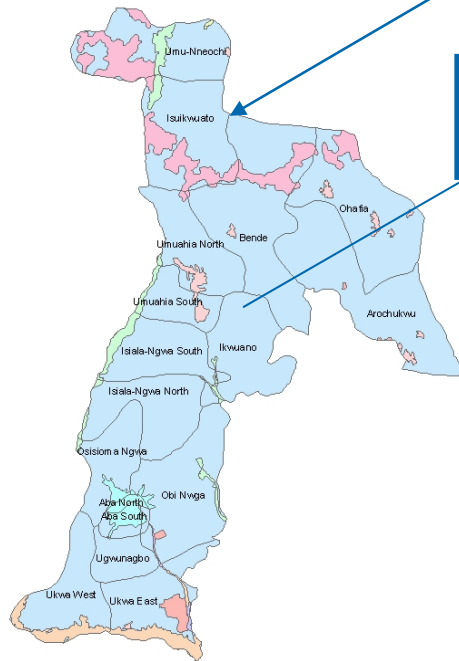 Umu-Nneochi
Isuikwuato
Ohafia
Bende
Umuahia North
Umuahia South
Arochukwu
Isiala-Ngwa South
Ikwuano
Isiala-Ngwa North
Osisioma Ngwa
Obi Nwga
Aba North
Aba South
Ugwunagbo
Ukwa West
Ukwa East